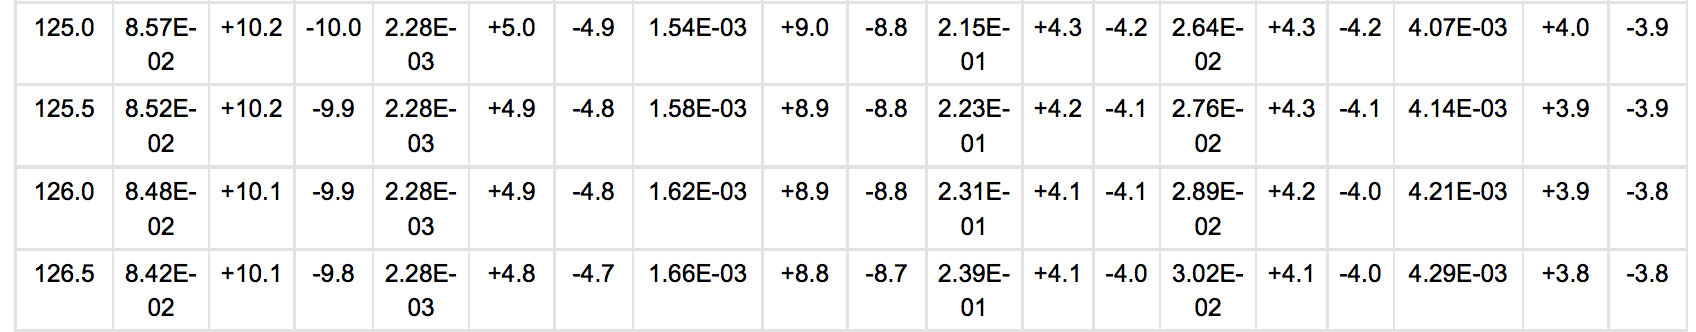 125.0 8.57E- +10.2 -10.0 2.28E- +5.0 -4.9 1.54E-03 +9.0 -8.8 2.15E- +4.3 -4.2 2.64E- +4.3 -4.2 4.07E-03 +4.0 -3.9
02 03 01 02
125.5 8.52E- +10.2 -9.9 2.28E- +4.9 -4.8 1.58E-03 +8.9 -8.8 2.23E- +4.2 -4.1 2.76E- +4.3 -4.1 4.14E-03 +3.9 -3.9
02 03 01 02
126.0 8.48E- +10.1 -9.9 2.28E- +4.9 -4.8 1.62E-03 +8.9 -8.8 2.31E- +4.1 -4.1 2.89E- +4.2 -4.0 4.21E-03 +3.9 -3.8
02 03 01 02
126.5 8.42E- +10.1 -9.8 2.28E- +4.8 -4.7 1.66E-03 +8.8 -8.7 2.39E- +4.1 -4.0 3.02E- +4.1 -4.0 4.29E-03 +3.8 -3.8
02 03 01 02